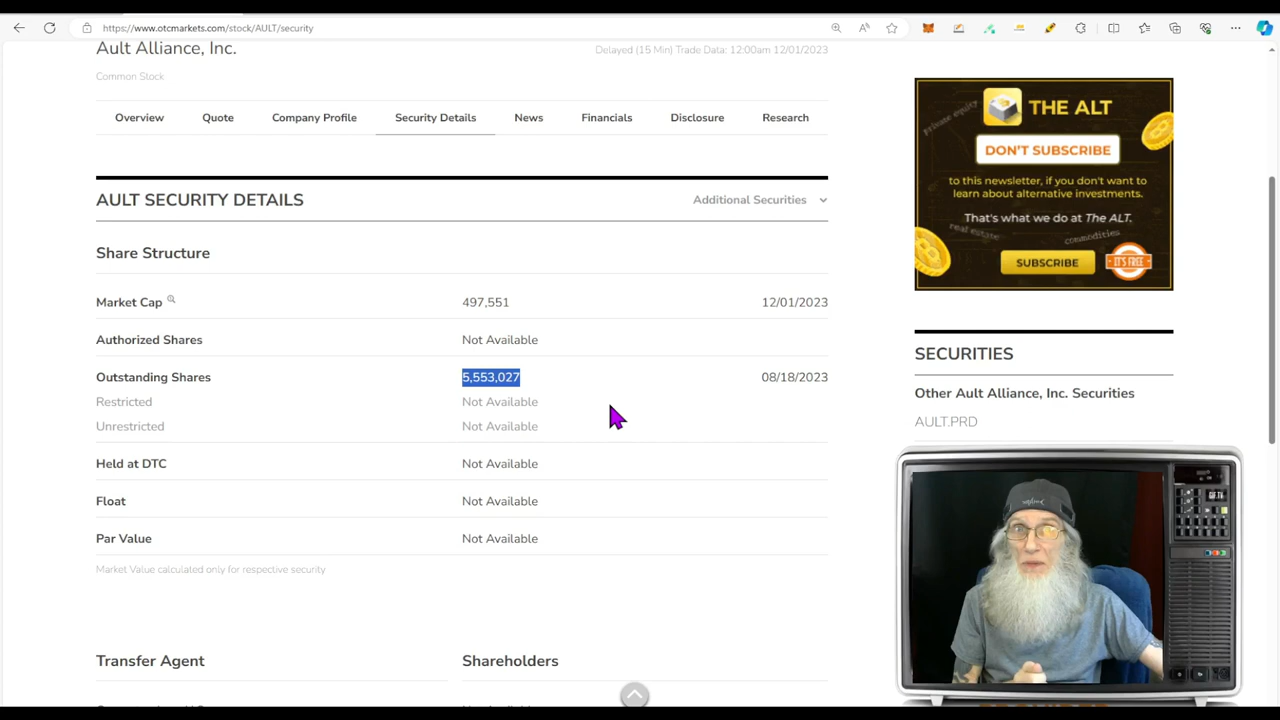 https://www.otcmarkets.com/stock/AULT/security
Ault Alliance, Inc.
Delayed (15 Min) Trade Data: 12:00am 12/01/2023
Common Stock
Overview Quote Company Profile Security Details News Financials Disclosure Research
AULT SECURITY DETAILS
Additional Securities
Share Structure
Market Cap 497,551 12/01/2023
Authorized Shares Not Available
Outstanding Shares 5,553,027 08/18/2023
Restricted Not Available
Unrestricted Not Available
Held at DTC Not Available
Float Not Available
Par Value Not Available
Market Value calculated only for respective security
Transfer Agent
Shareholders
THE ALT
private equity
DON'T SUBSCRIBE
to this newsletter, if you don't want to
learn about alternative investments.
That's what we do at The ALT.
real estate
commodities
SUBSCRIBE
IT'S FREE
SECURITIES
Other Ault Alliance, Inc. Securities
AULT.PRD